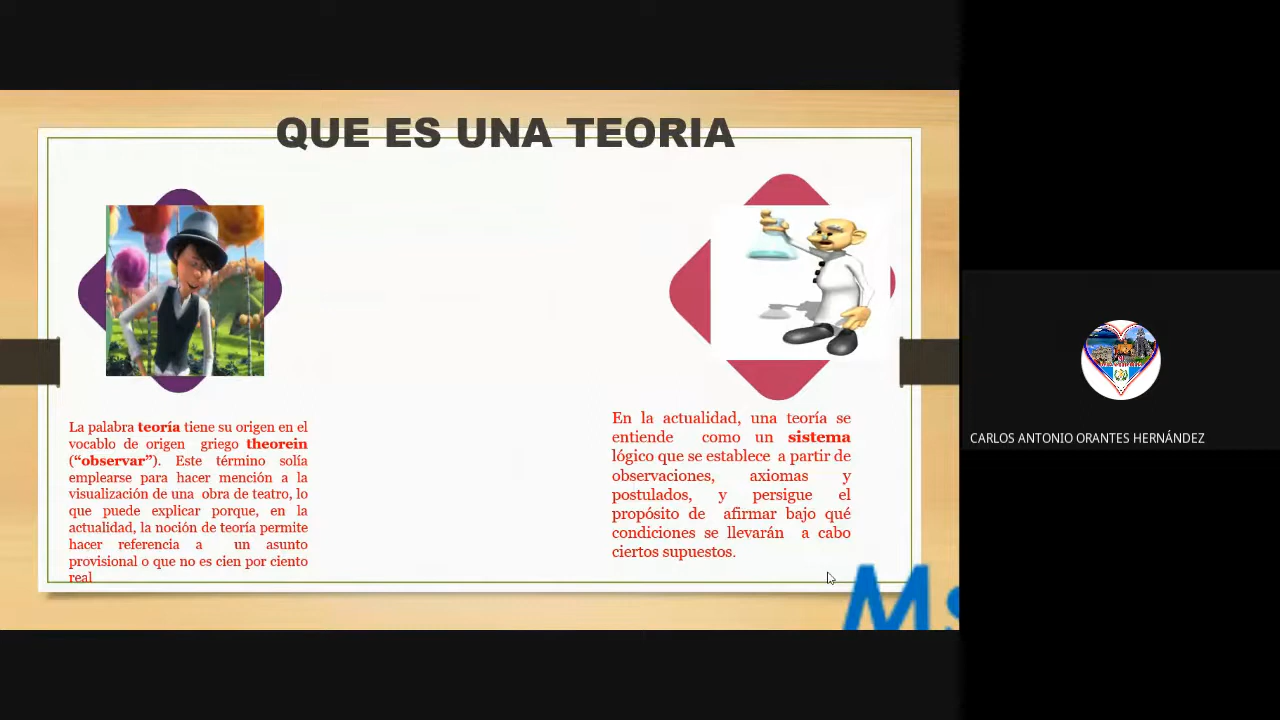 QUE ES UNA TEORIA
La palabra teoría tiene su origen en el
vocablo de origen griego theorein
(“observar”). Este término solía
emplearse para hacer mención a la
visualización de una obra de teatro, lo
que puede explicar porque, en la
actualidad, la noción de teoría permite
hacer referencia a un asunto
provisional o que no es cien por ciento
real
En la actualidad, una teoría se
entiende como un sistema
lógico que se establece a partir de
observaciones, axiomas y
postulados, y persigue el
propósito de afirmar bajo qué
condiciones se llevarán a cabo
ciertos supuestos.
CARLOS ANTONIO ORANTES HERNÁNDEZ